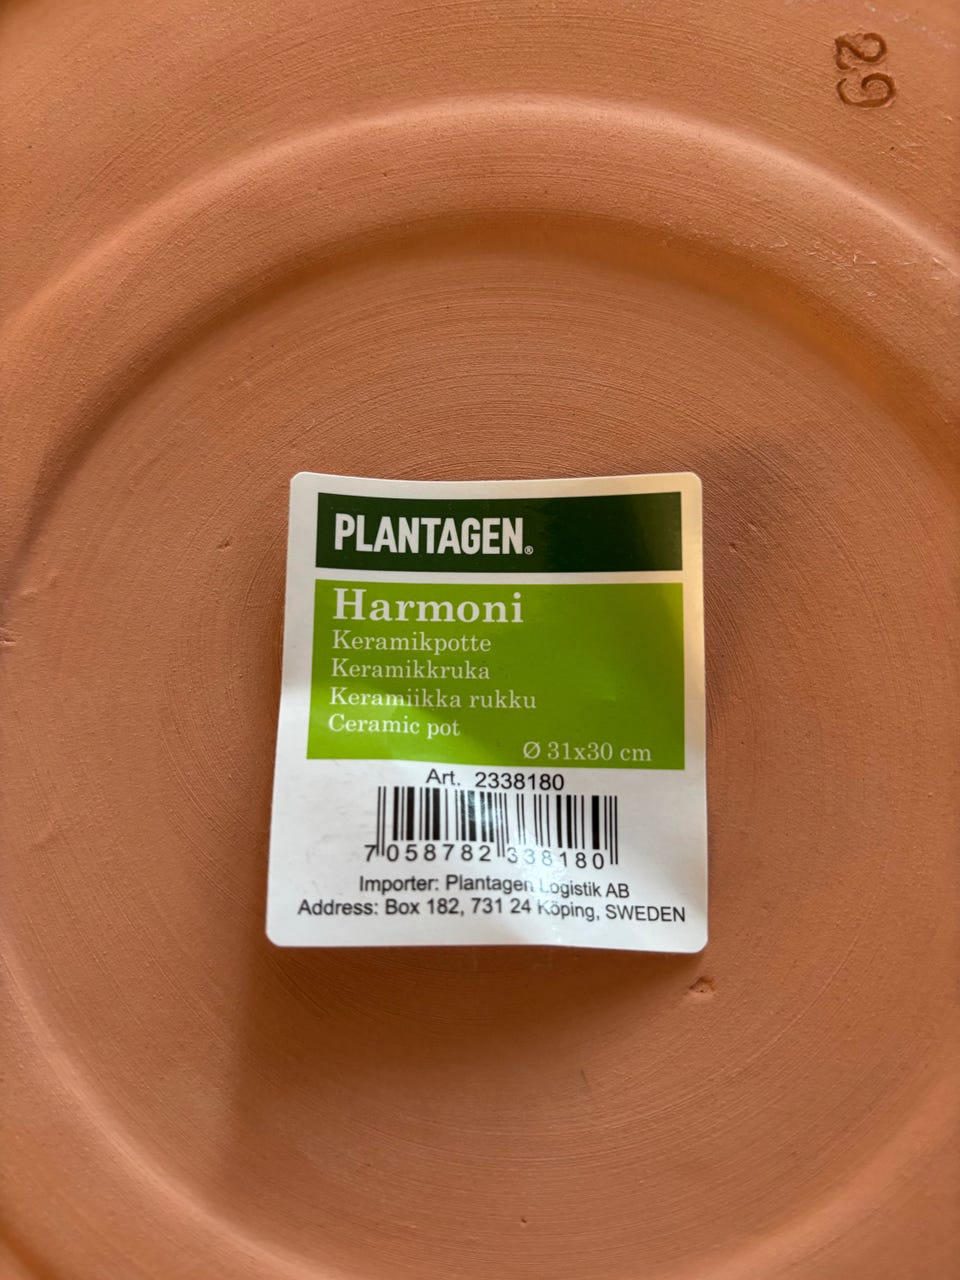 29
PLANTAGEN®
Harmoni
Keramikpotte
Keramikkruka
Keramiikka rukku
Ceramic pot
Ø 31x30 cm
Art. 2338180
7 058782 338180
Importer: Plantagen Logistik AB
Address: Box 182, 731 24 Köping, SWEDEN